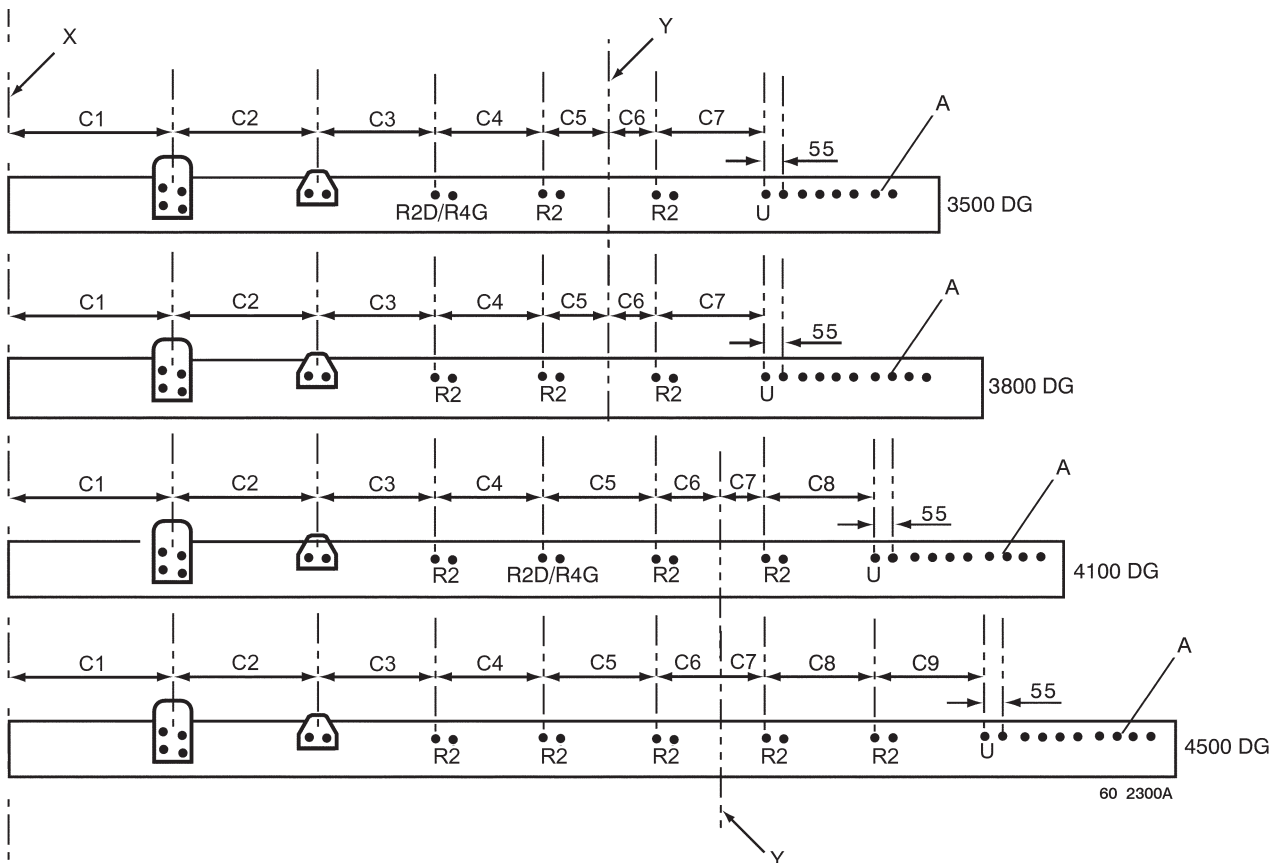 X
Y
C1 C2 C3 C4 C5 C6 C7
A
55
R2D/R4G R2 R2 U
3500 DG
C1 C2 C3 C4 C5 C6 C7
A
55
R2 R2 R2 U
3800 DG
C1 C2 C3 C4 C5 C6 C7 C8
A
55
R2 R2D/R4G R2 R2 U
4100 DG
C1 C2 C3 C4 C5 C6 C7 C8 C9
A
55
R2 R2 R2 R2 R2 U
4500 DG
60 2300A
Y